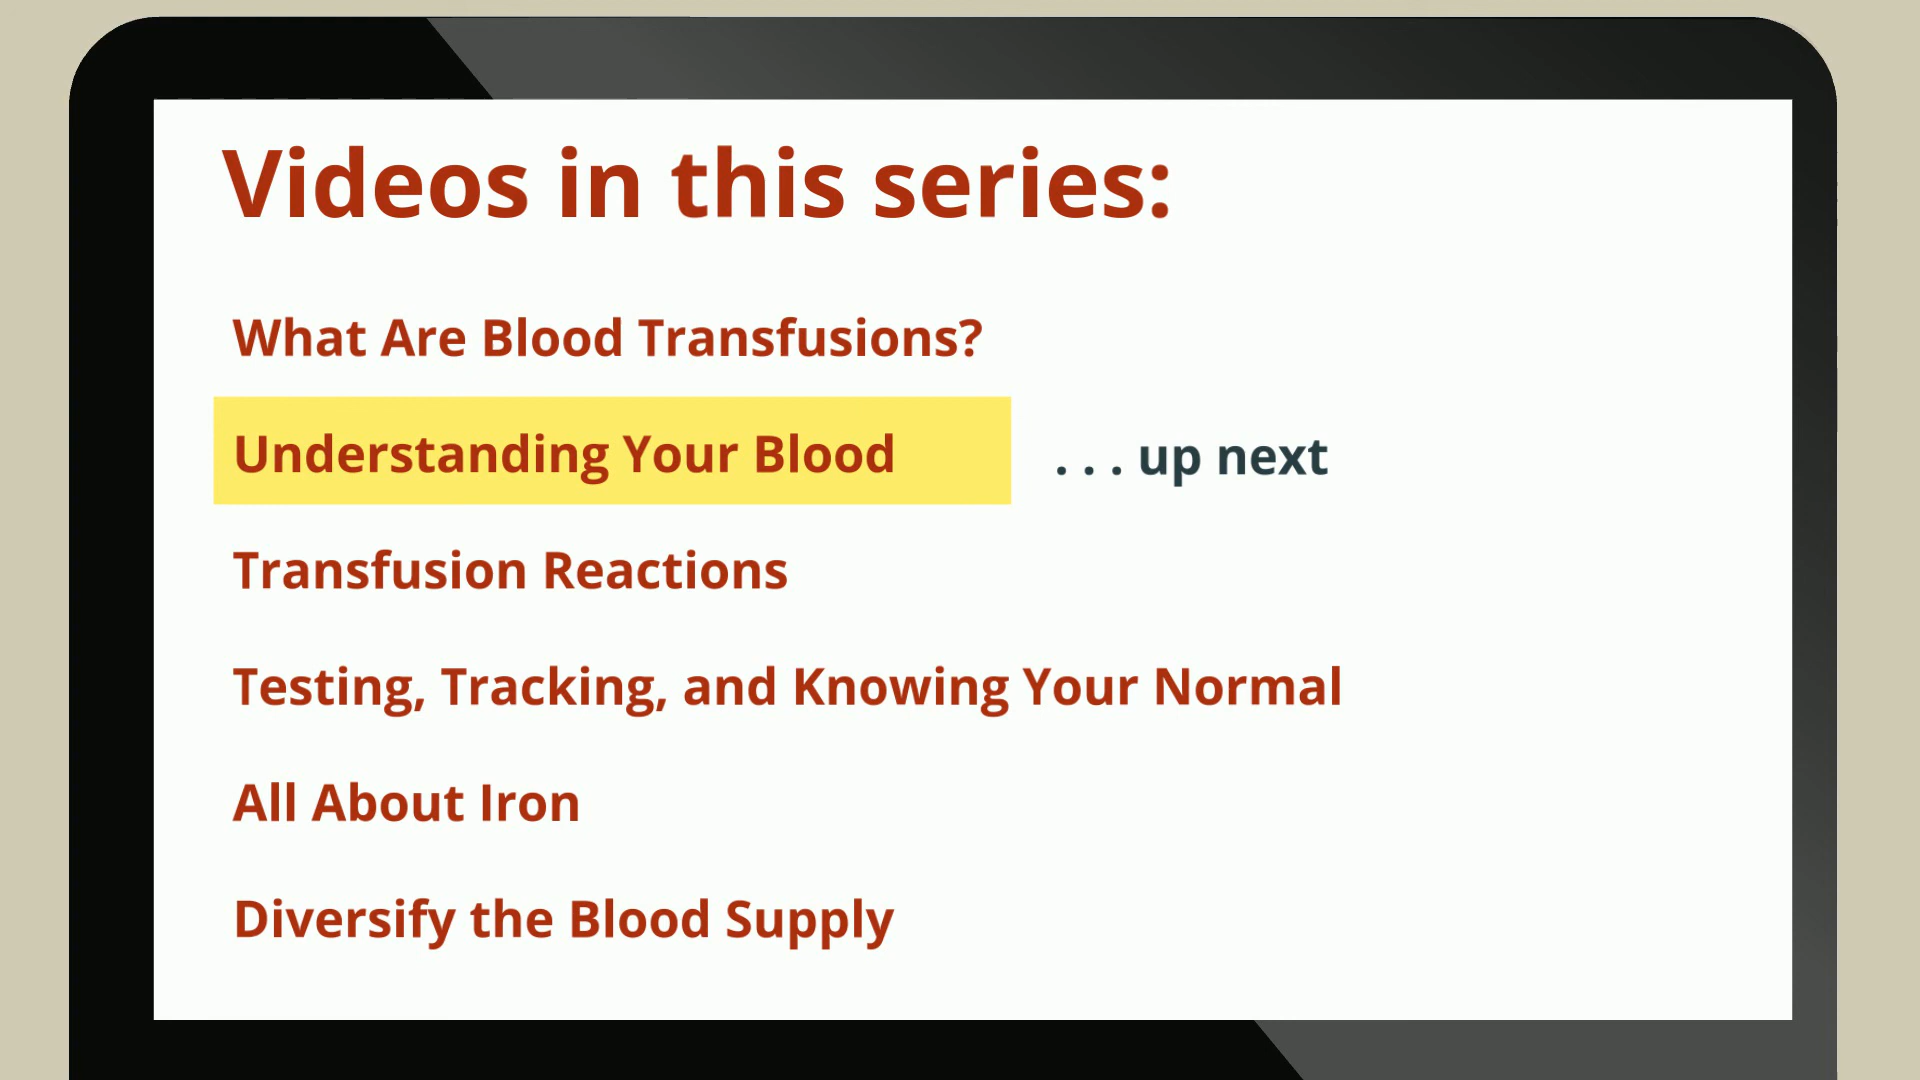 Videos in this series:
What Are Blood Transfusions?
Understanding Your Blood . . . up next
Transfusion Reactions
Testing, Tracking, and Knowing Your Normal
All About Iron
Diversify the Blood Supply